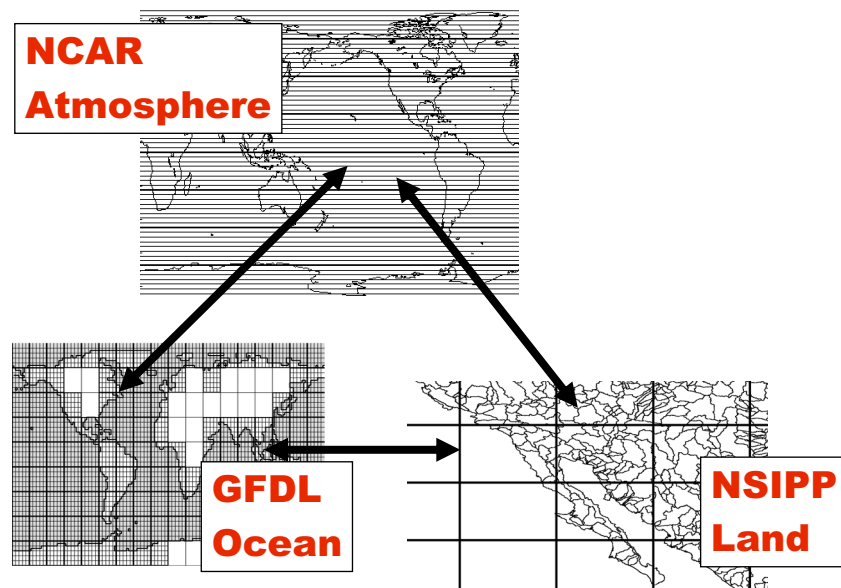 NCAR
Atmosphere
GFDL
Ocean
NSIPP
Land